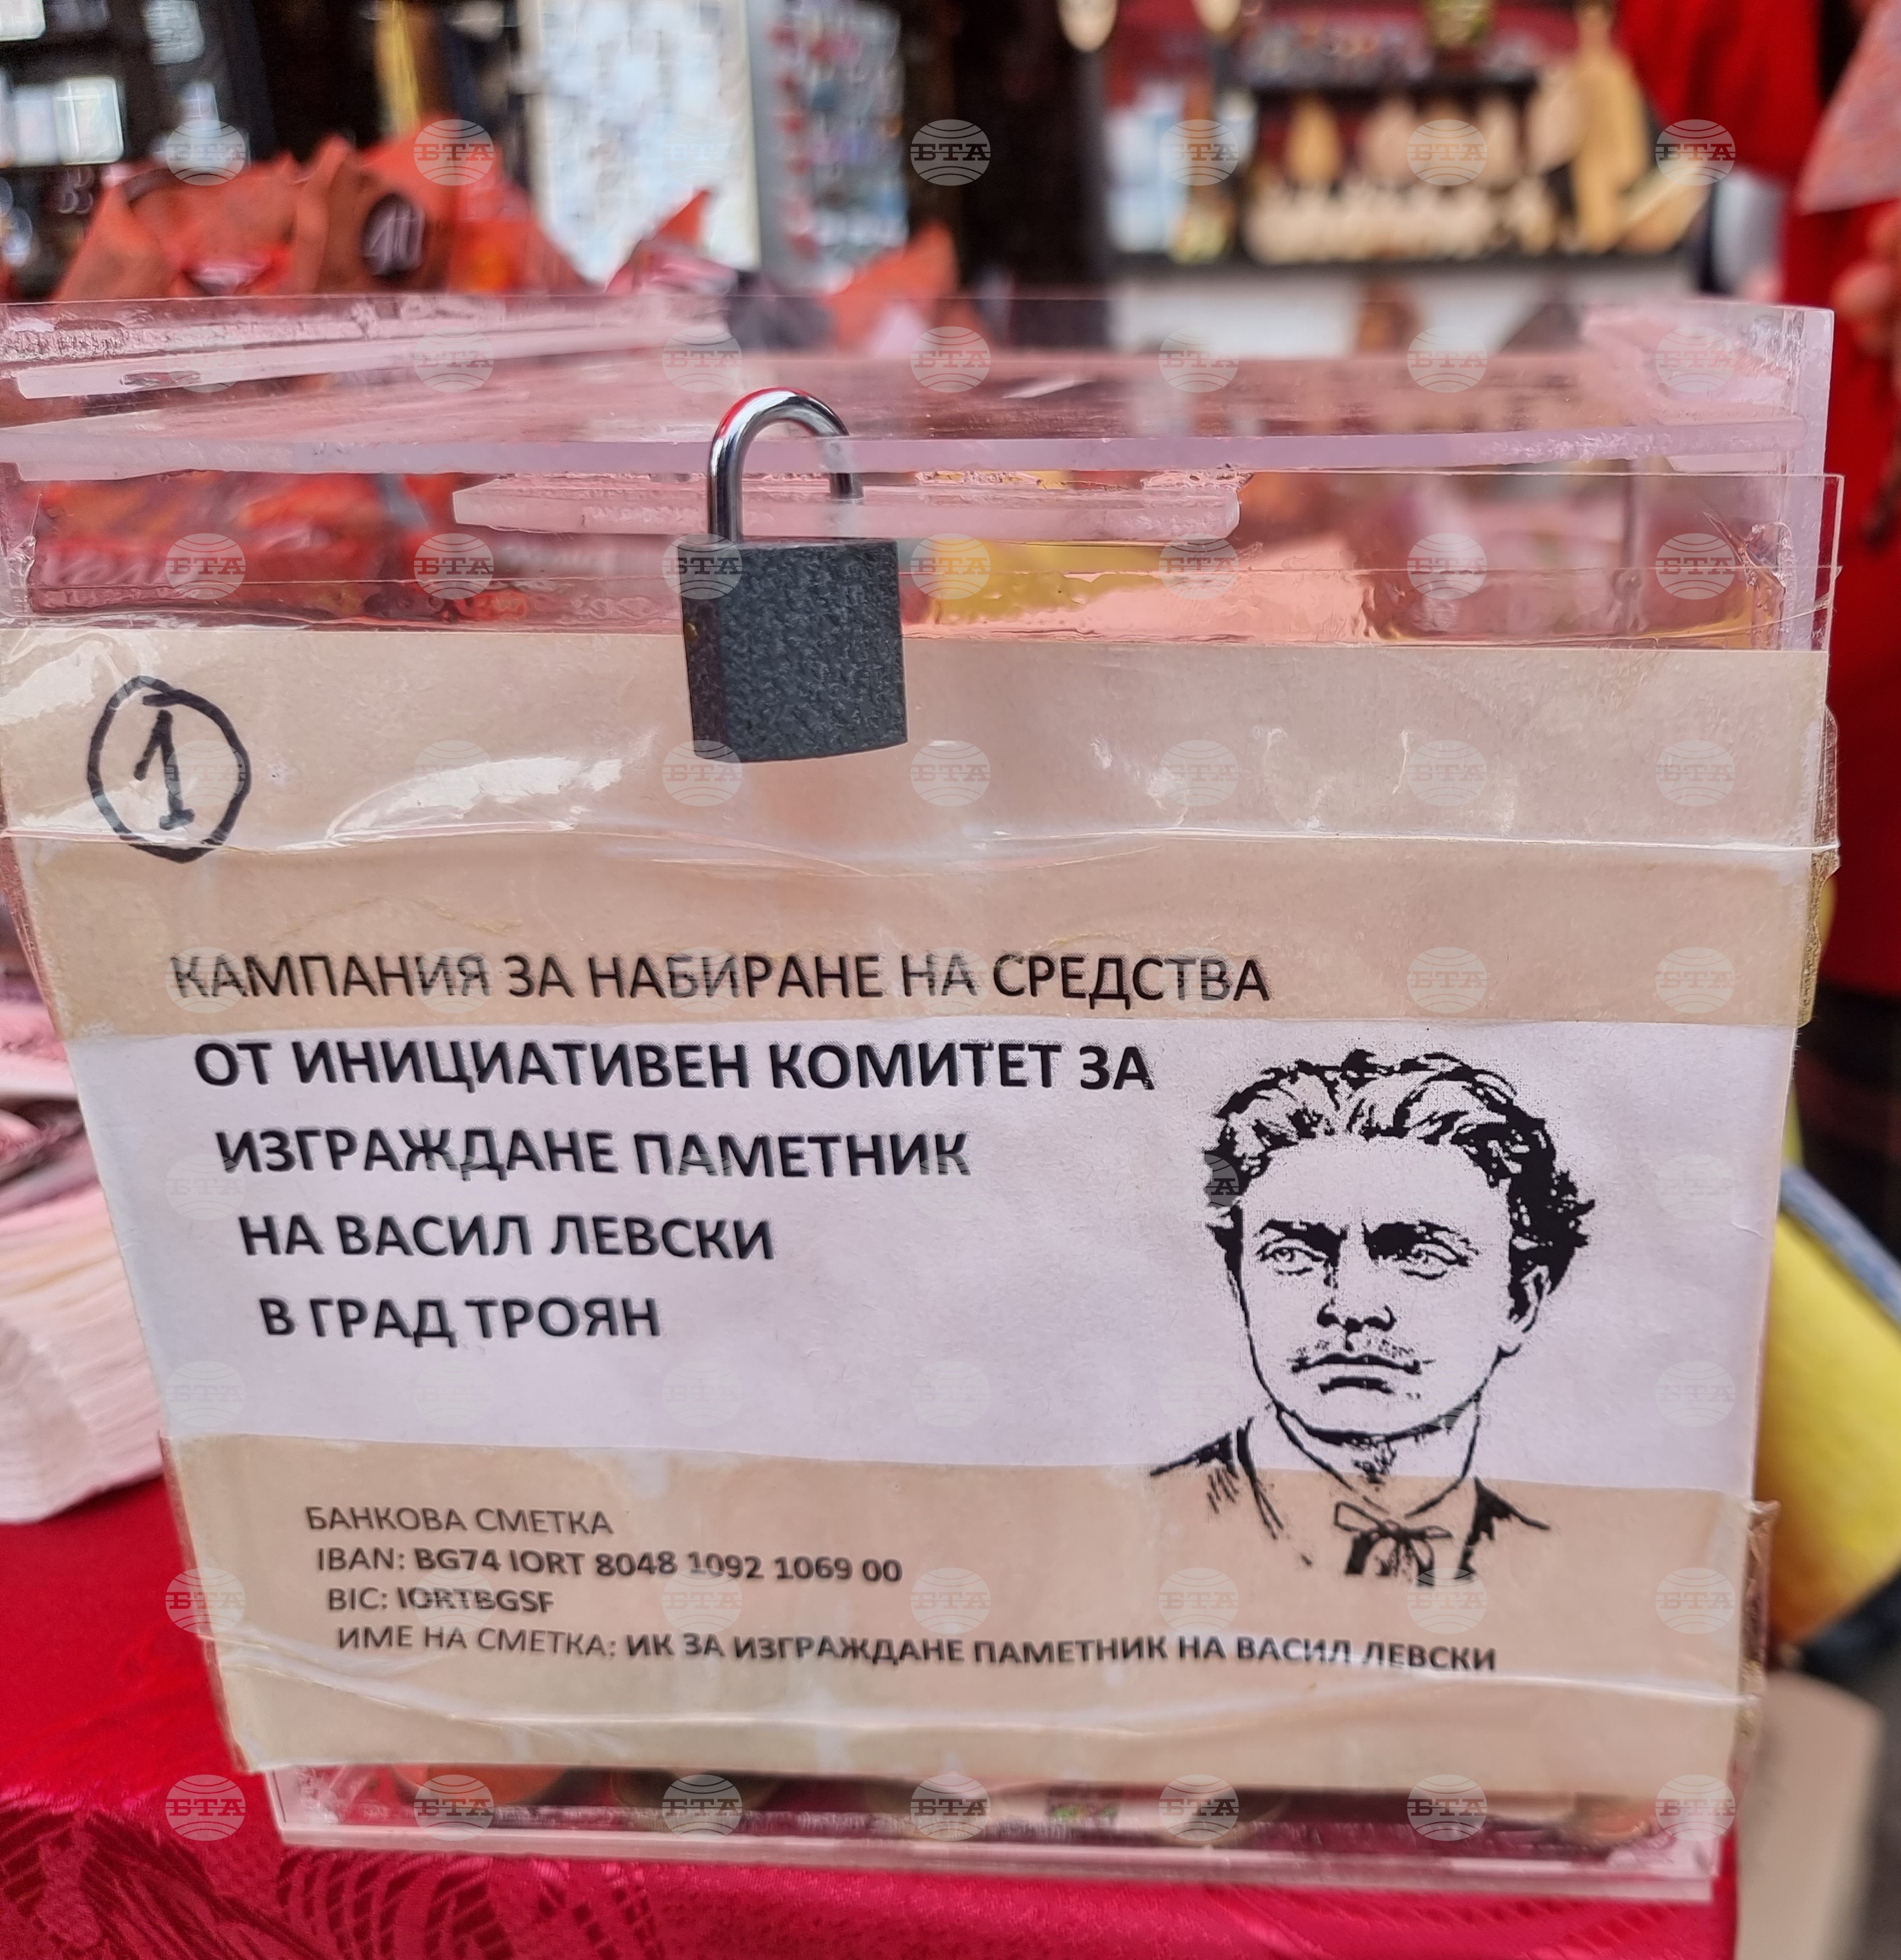 1
КАМПАНИЯ ЗА НАБИРАНЕ НА СРЕДСТВА
ОТ ИНИЦИАТИВЕН КОМИТЕТ ЗА
ИЗГРАЖДАНЕ ПАМЕТНИК
НА ВАСИЛ ЛЕВСКИ
В ГРАД ТРОЯН
БАНКОВА СМЕТКА
IBAN: BG74 IORT 8048 1092 1069 00
BIC: IORTBGSF
ИМЕ НА СМЕТКА: ИК ЗА ИЗГРАЖДАНЕ ПАМЕТНИК НА ВАСИЛ ЛЕВСКИ
БТА